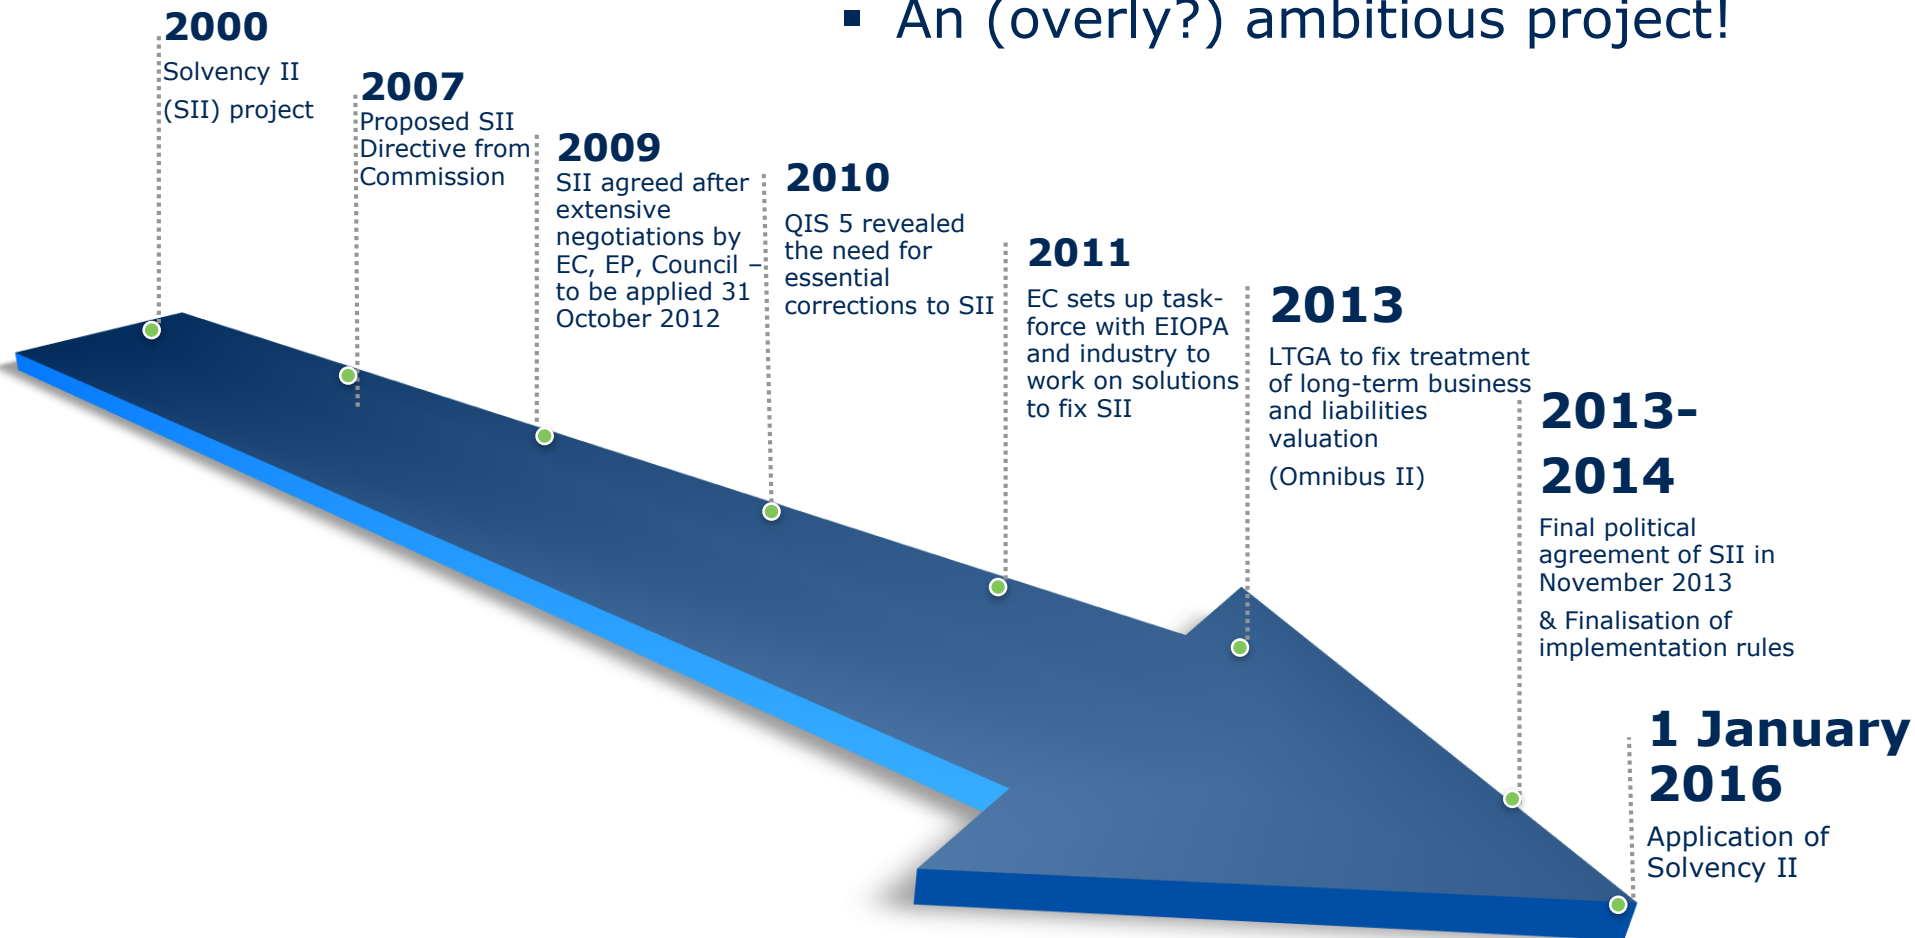 ▪ An (overly?) ambitious project!
2000
Solvency II
(SII) project
2007
Proposed SII
Directive from
Commission
2009
SII agreed after
extensive
negotiations by
EC, EP, Council –
to be applied 31
October 2012
2010
QIS 5 revealed
the need for
essential
corrections to SII
2011
EC sets up task-
force with EIOPA
and industry to
work on solutions
to fix SII
2013
LTGA to fix treatment
of long-term business
and liabilities
valuation
(Omnibus II)
2013-
2014
Final political
agreement of SII in
November 2013
& Finalisation of
implementation rules
1 January
2016
Application of
Solvency II